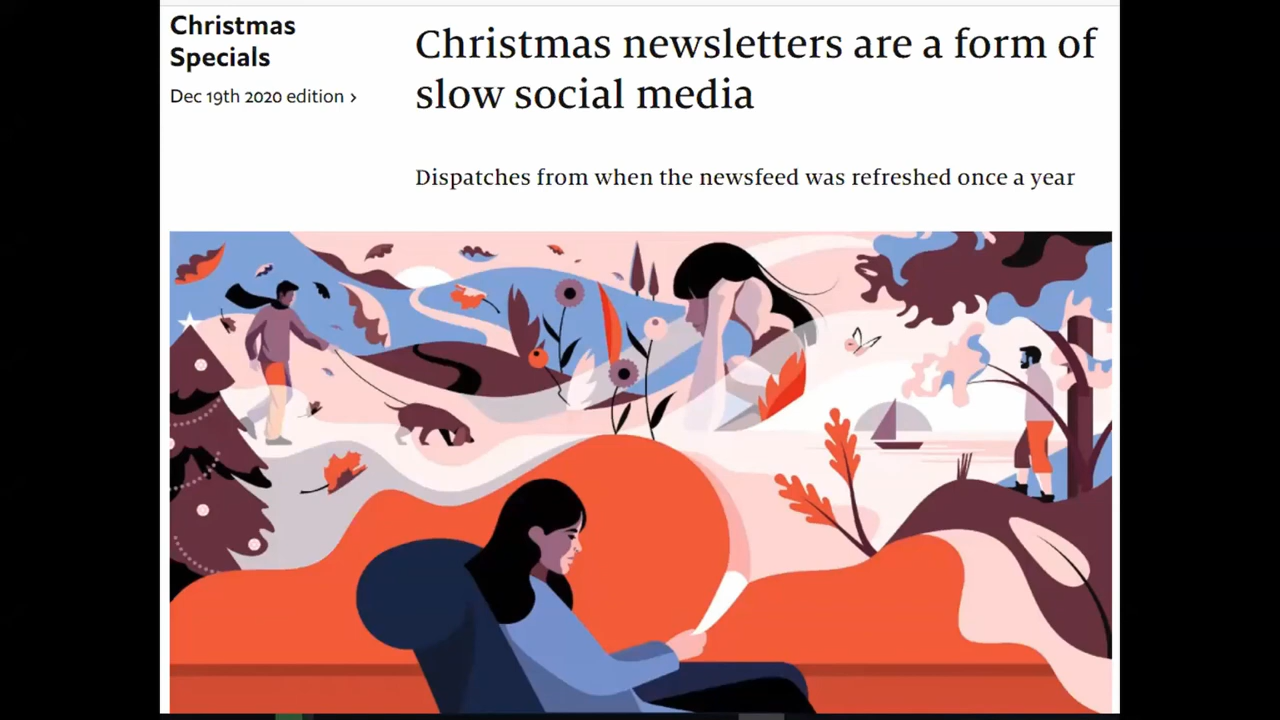 Christmas
Specials
Dec 19th 2020 edition ›
Christmas newsletters are a form of
slow social media
Dispatches from when the newsfeed was refreshed once a year